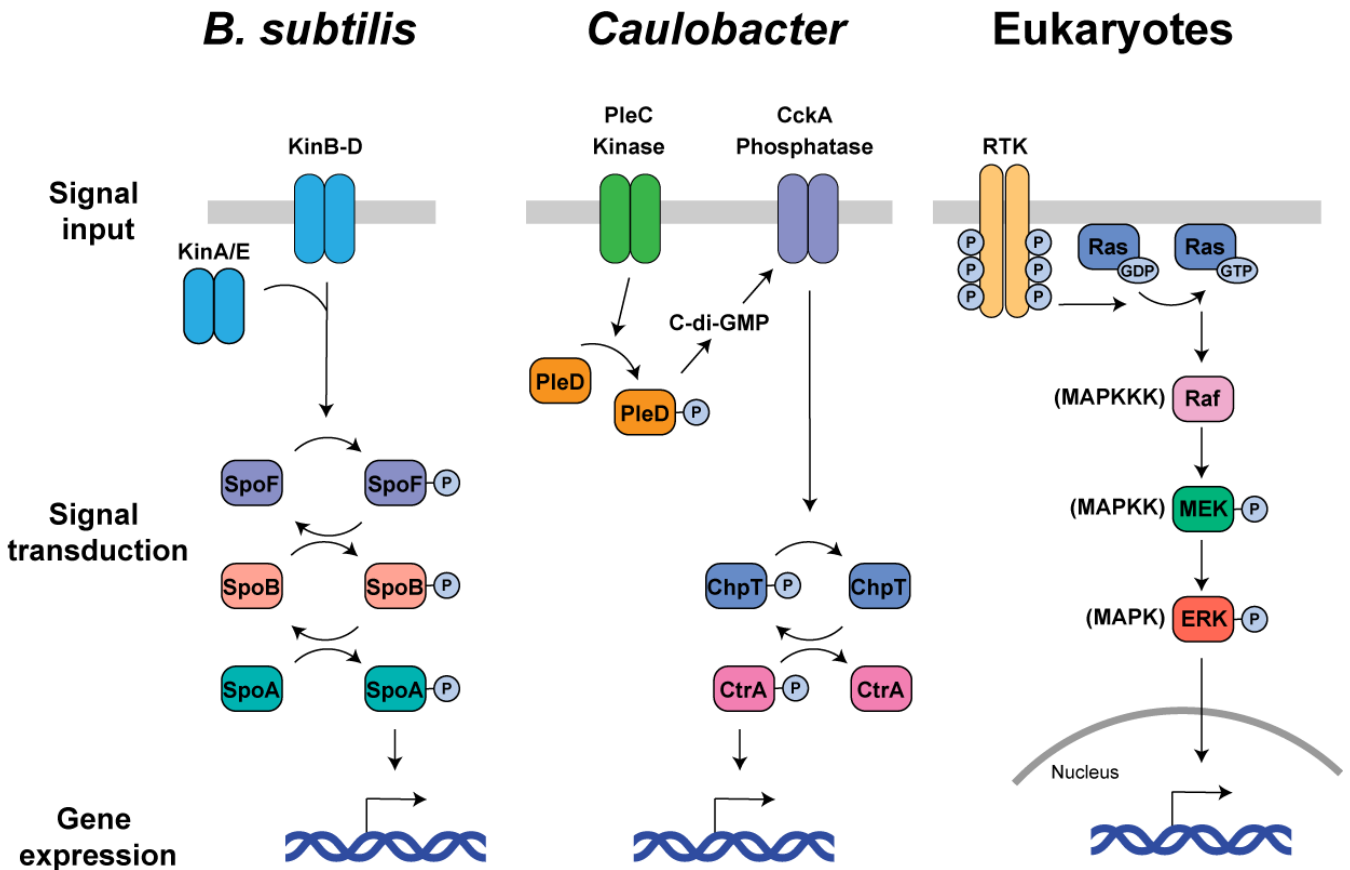 B. subtilis
Caulobacter
Eukaryotes
Signal
input
KinB-D
KinA/E
PleC
Kinase
CckA
Phosphatase
RTK
P
P
P
P
P
P
Ras
GDP
Ras
GTP
C-di-GMP
PleD
PleD
P
(MAPKKK)
Raf
Signal
transduction
SpoF
SpoF
P
SpoB
SpoB
P
SpoA
SpoA
P
ChpT
P
ChpT
CtrA
P
CtrA
(MAPKK)
MEK
P
(MAPK)
ERK
P
Nucleus
Gene
expression